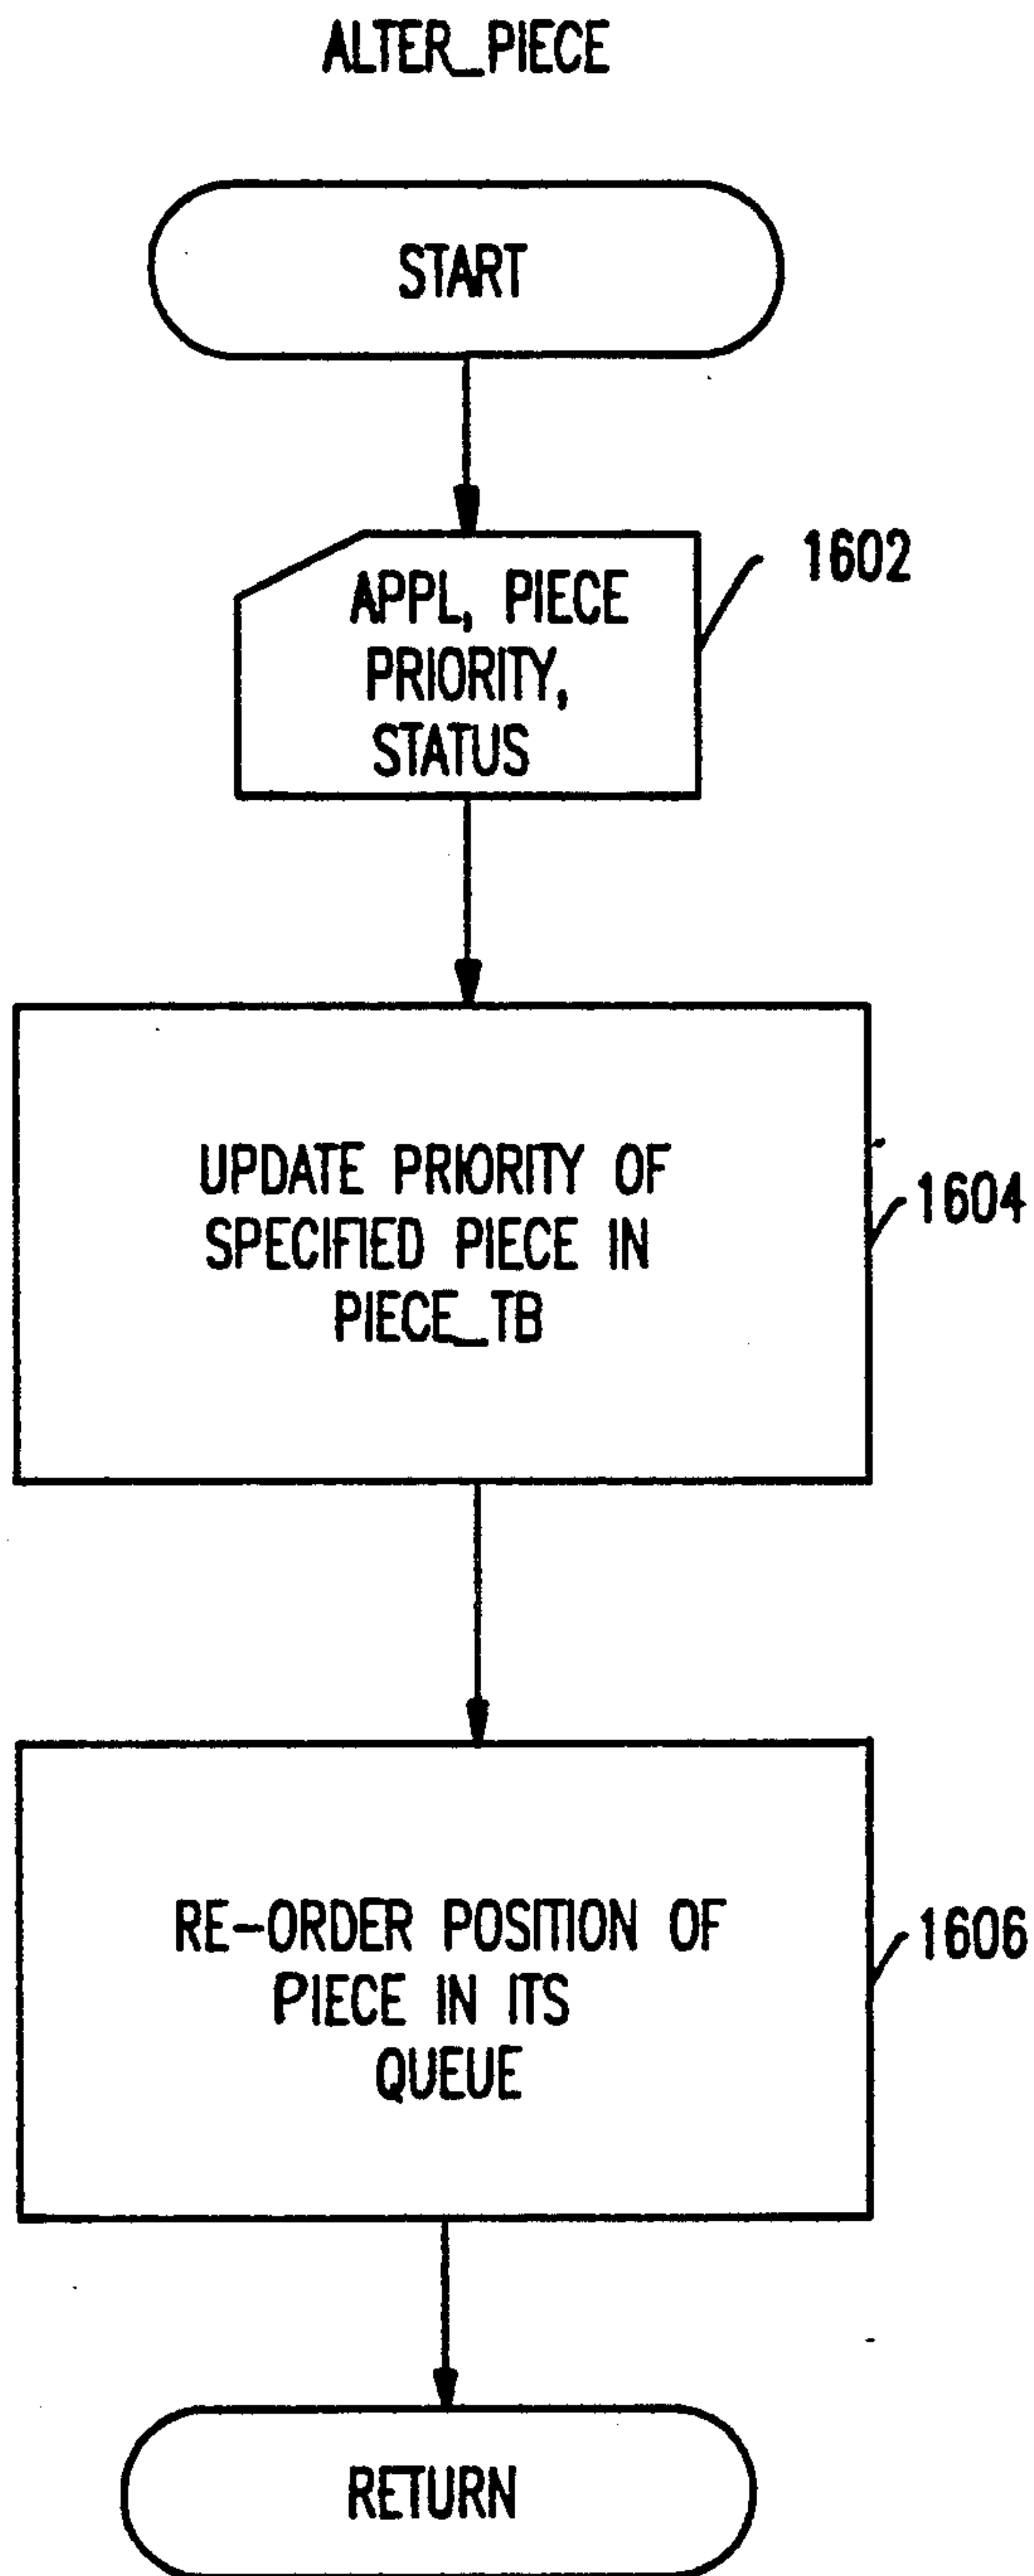 ALTER_PIECE
START
APPL, PIECE
PRIORITY,
STATUS
1602
UPDATE PRIORITY OF
SPECIFIED PIECE IN
PIECE_TB
1604
RE-ORDER POSITION OF
PIECE IN ITS
QUEUE
1606
RETURN